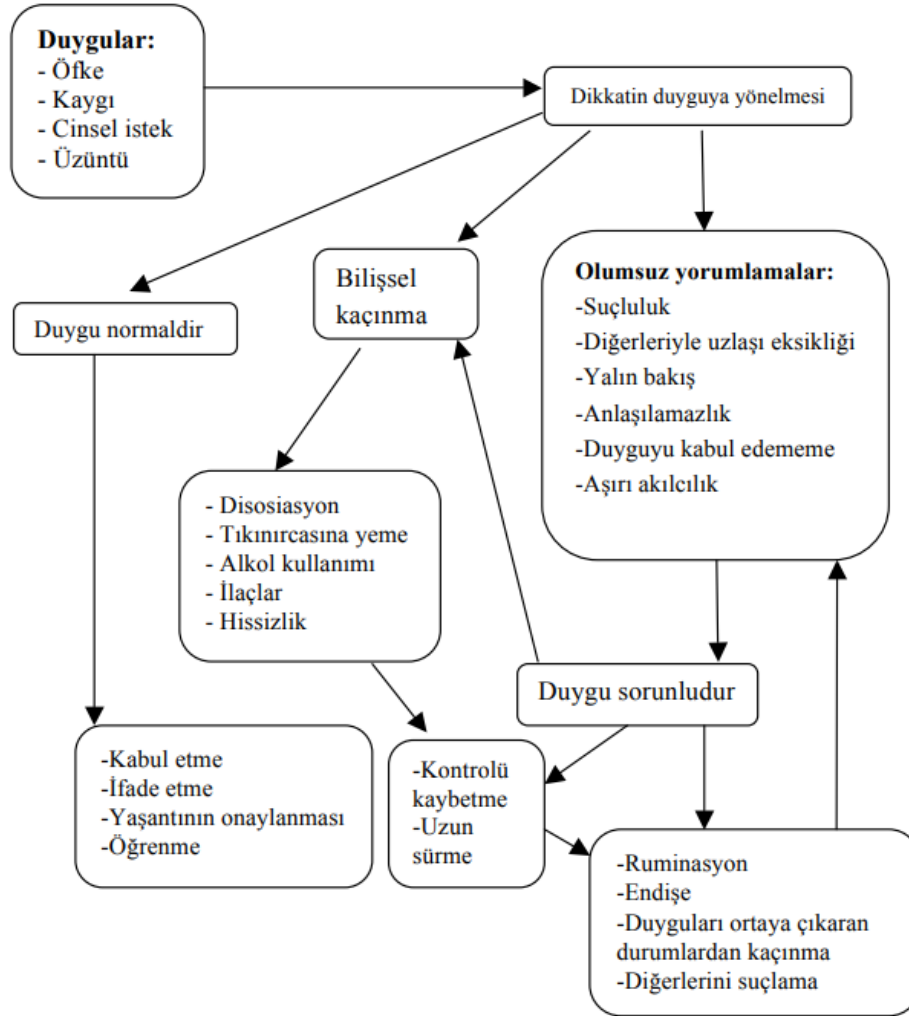 Duygular:
- Öfke
- Kaygı
- Cinsel istek
- Üzüntü
Dikkatin duyguya yönelmesi
Duygu normaldir
Bilişsel
kaçınma
Olumsuz yorumlamalar:
-Suçluluk
-Diğerleriyle uzlaşı eksikliği
-Yalın bakış
-Anlaşılamazlık
-Duyguyu kabul edememe
-Aşırı akılcılık
- Disosiasyon
- Tıkınırcasına yeme
- Alkol kullanımı
- İlaçlar
- Hissizlik
Duygu sorunludur
-Kabul etme
-İfade etme
-Yaşantının onaylanması
-Öğrenme
-Kontrolü
kaybetme
-Uzun
sürme
-Ruminasyon
-Endişe
-Duyguları ortaya çıkaran
durumlardan kaçınma
-Diğerlerini suçlama